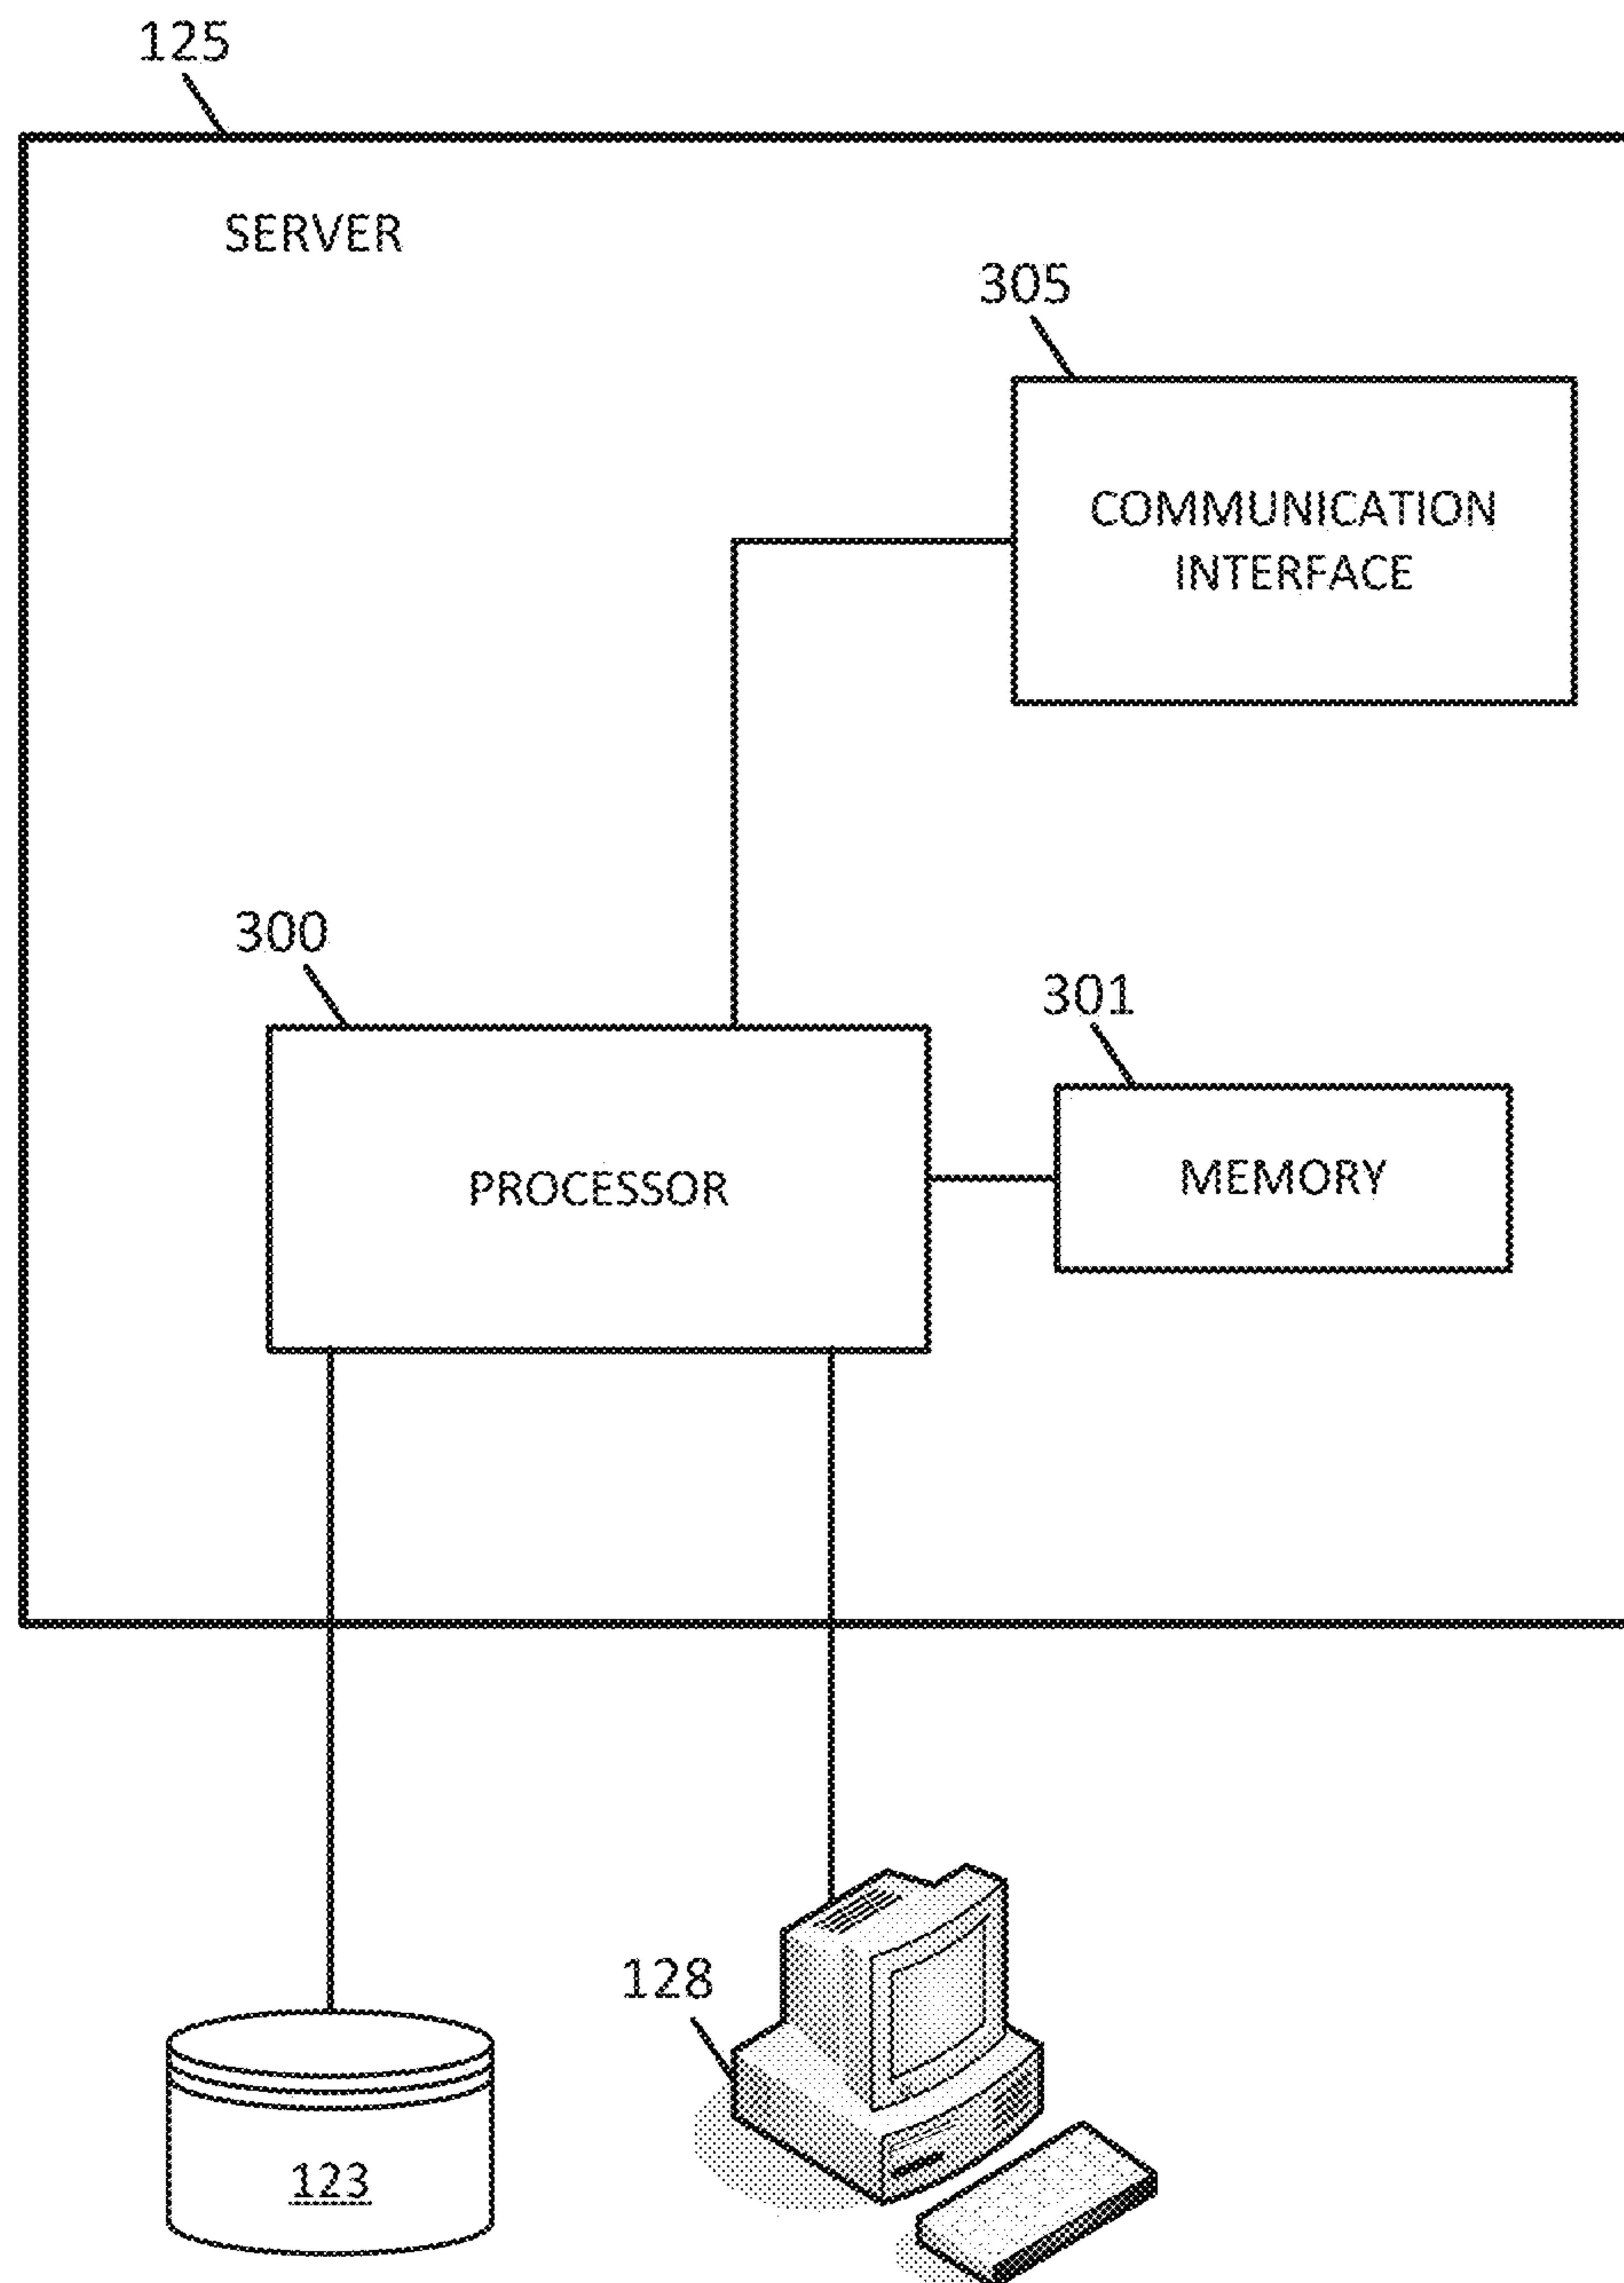 125
SERVER
305
COMMUNICATION
INTERFACE
300
301
PROCESSOR
MEMORY
128
123